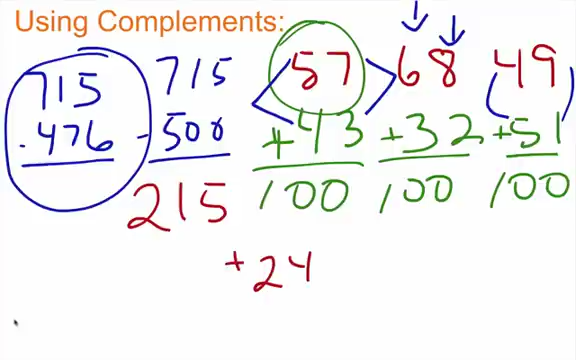 Using Complements:
715 715 57 68 49
- 476 - 500 + 43 + 32 + 51
215 100 100 100
+ 24